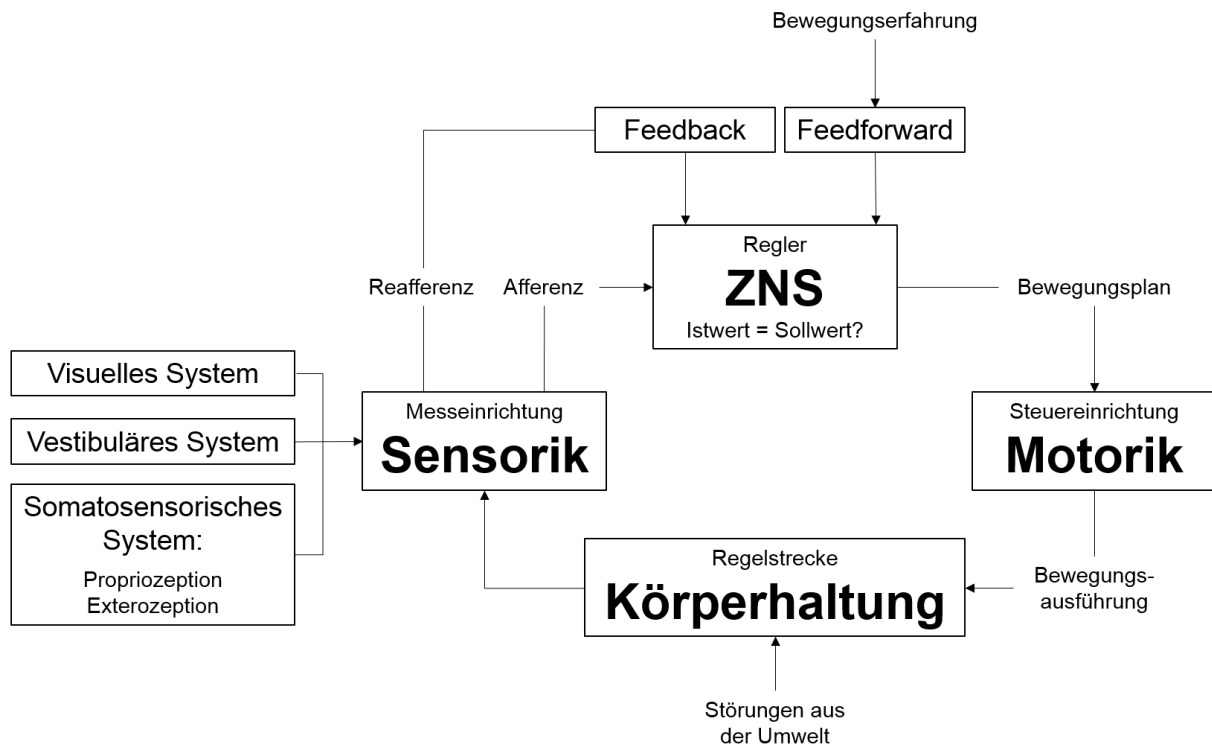 Bewegungserfahrung
Feedback
Feedforward
Regler
ZNS
Istwert = Sollwert?
Reafferenz
Afferenz
Bewegungsplan
Visuelles System
Vestibuläres System
Somatosensorisches
System:
Propriozeption
Exterozeption
Messeinrichtung
Sensorik
Steuereinrichtung
Motorik
Regelstrecke
Körperhaltung
Bewegungs-
ausführung
Störungen aus
der Umwelt